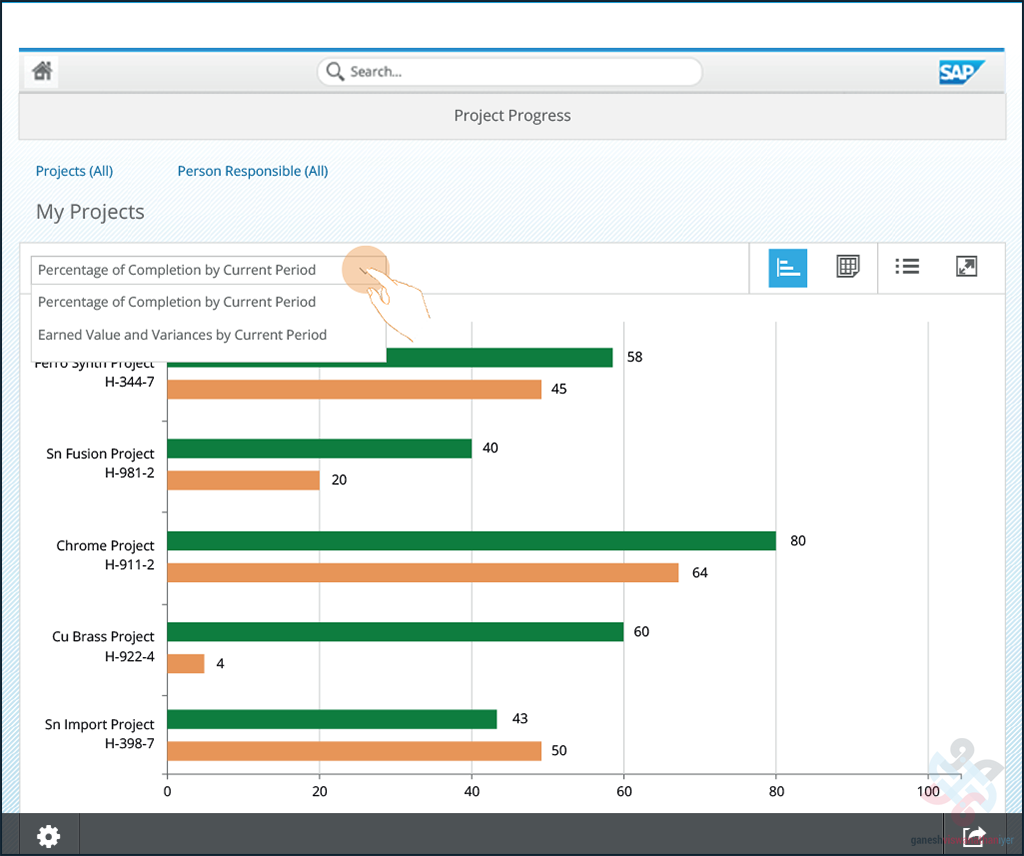 Search...
SAP
Project Progress
Projects (All)
Person Responsible (All)
My Projects
Percentage of Completion by Current Period
Percentage of Completion by Current Period
Earned Value and Variances by Current Period
Ferro Synth Project
H-344-7
58
45
Sn Fusion Project
H-981-2
40
20
Chrome Project
H-911-2
80
64
Cu Brass Project
H-922-4
60
4
Sn Import Project
H-398-7
43
50
0 20 40 60 80 100